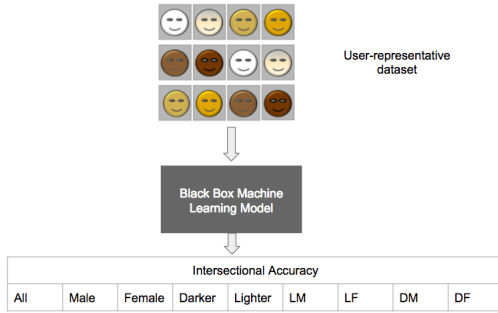 User-representative
dataset
Black Box Machine
Learning Model
Intersectional Accuracy
All Male Female Darker Lighter LM LF DM DF